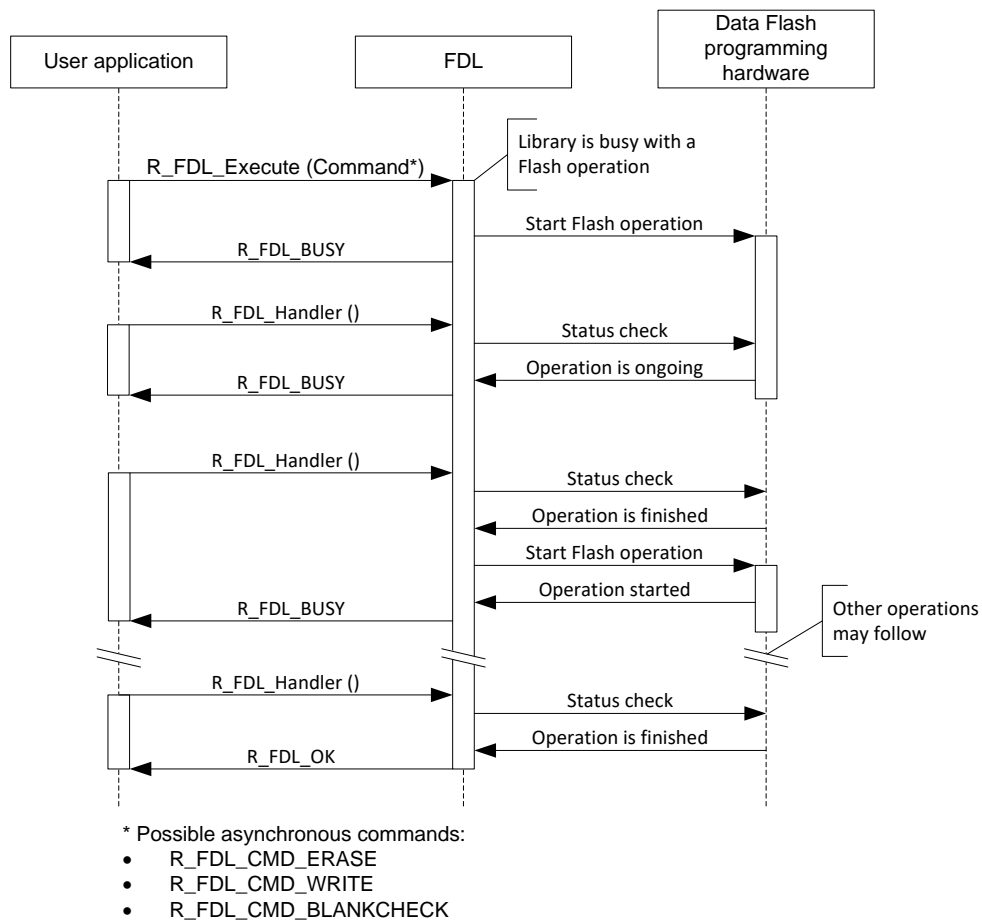 User application
FDL
Data Flash
programming
hardware
Library is busy with a
Flash operation
R_FDL_Execute (Command*)
Start Flash operation
R_FDL_BUSY
R_FDL_Handler ()
Status check
Operation is ongoing
R_FDL_BUSY
R_FDL_Handler ()
Status check
Operation is finished
Start Flash operation
Operation started
R_FDL_BUSY
Other operations
may follow
R_FDL_Handler ()
Status check
Operation is finished
R_FDL_OK
* Possible asynchronous commands:
• R_FDL_CMD_ERASE
• R_FDL_CMD_WRITE
• R_FDL_CMD_BLANKCHECK